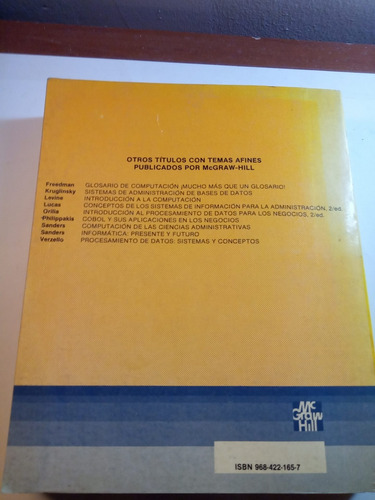 OTROS TÍTULOS CON TEMAS AFINES
PUBLICADOS POR McGRAW-HILL
Freedman GLOSARIO DE COMPUTACIÓN ¡MUCHO MÁS QUE UN GLOSARIO!
Kruglinsky SISTEMAS DE ADMINISTRACIÓN DE BASES DE DATOS
Levine INTRODUCCIÓN A LA COMPUTACIÓN
Lucas CONCEPTOS DE LOS SISTEMAS DE INFORMACIÓN PARA LA ADMINISTRACIÓN, 2/ed.
Orilia INTRODUCCIÓN AL PROCESAMIENTO DE DATOS PARA LOS NEGOCIOS, 2/ed.
Philippakis COBOL Y SUS APLICACIONES EN LOS NEGOCIOS
Sanders COMPUTACIÓN DE LAS CIENCIAS ADMINISTRATIVAS
Sanders INFORMÁTICA: PRESENTE Y FUTURO
Verzello PROCESAMIENTO DE DATOS: SISTEMAS Y CONCEPTOS
Mc
Graw
Hill
ISBN 968-422-165-7